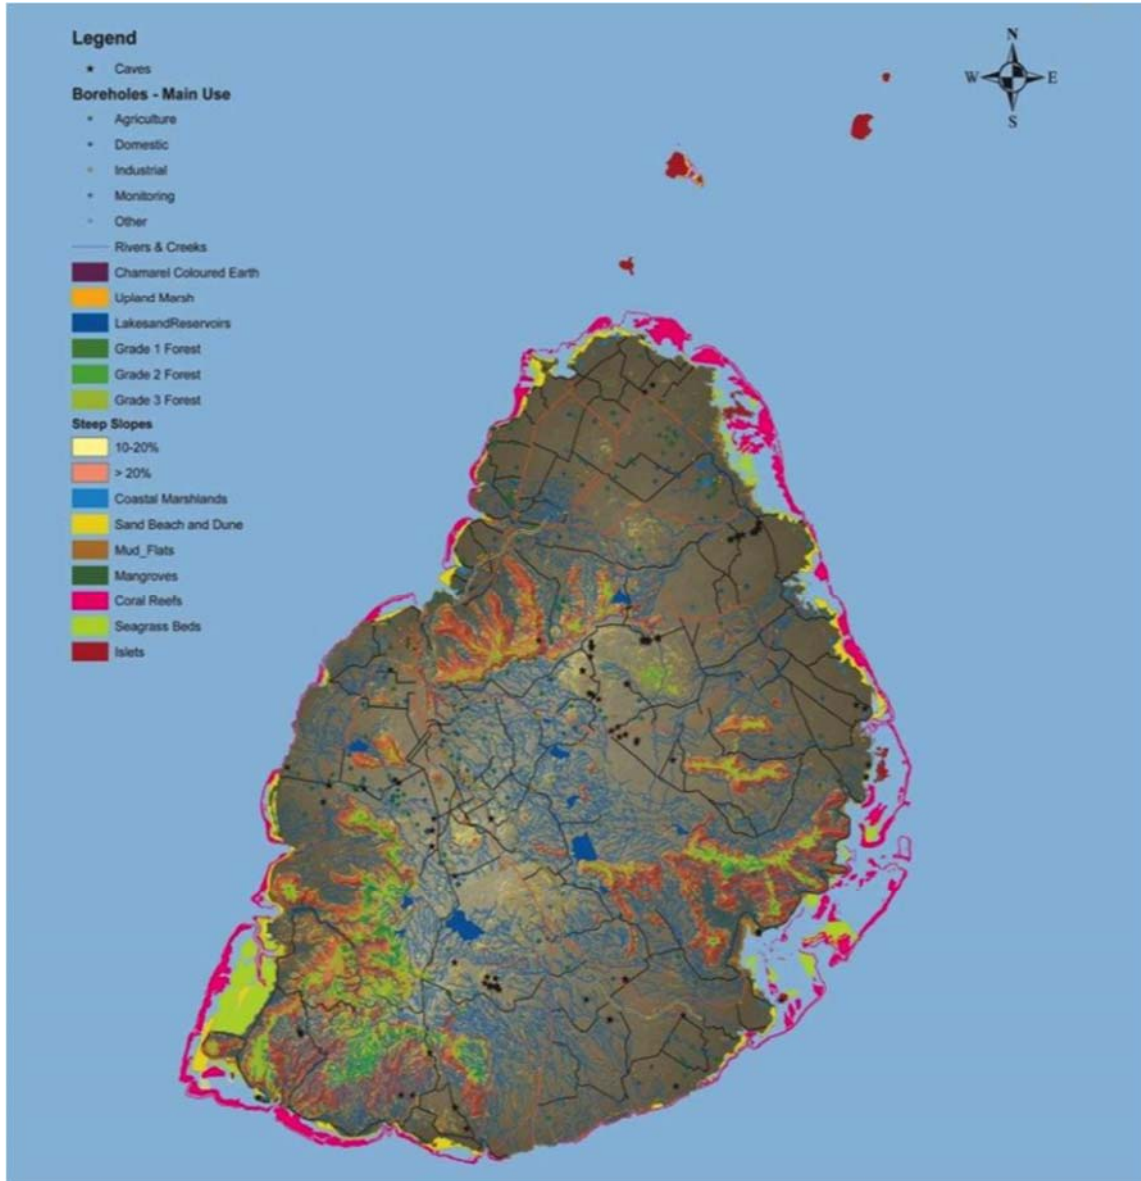 Legend
Caves
Boreholes - Main Use
Agriculture
Domestic
Industrial
Monitoring
Other
Rivers & Creeks
Chamarel Coloured Earth
Upland Marsh
LakesandReservoirs
Grade 1 Forest
Grade 2 Forest
Grade 3 Forest
Steep Slopes
10-20%
> 20%
Coastal Marshlands
Sand Beach and Dune
Mud_Flats
Mangroves
Coral Reefs
Seagrass Beds
Islets
N
W E
S